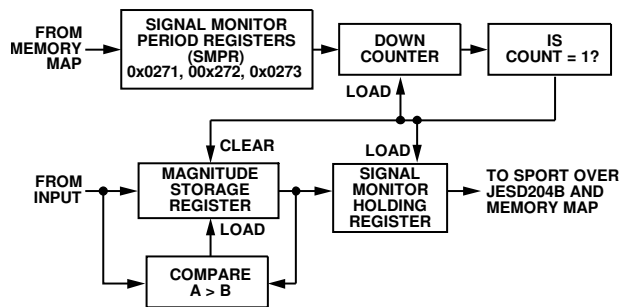 FROM
MEMORY
MAP
SIGNAL MONITOR
PERIOD REGISTERS
(SMPR)
0x0271, 00x272, 0x0273
DOWN
COUNTER
IS
COUNT = 1?
LOAD
CLEAR
LOAD
FROM
INPUT
MAGNITUDE
STORAGE
REGISTER
SIGNAL
MONITOR
HOLDING
REGISTER
TO SPORT OVER
JESD204B AND
MEMORY MAP
LOAD
COMPARE
A > B